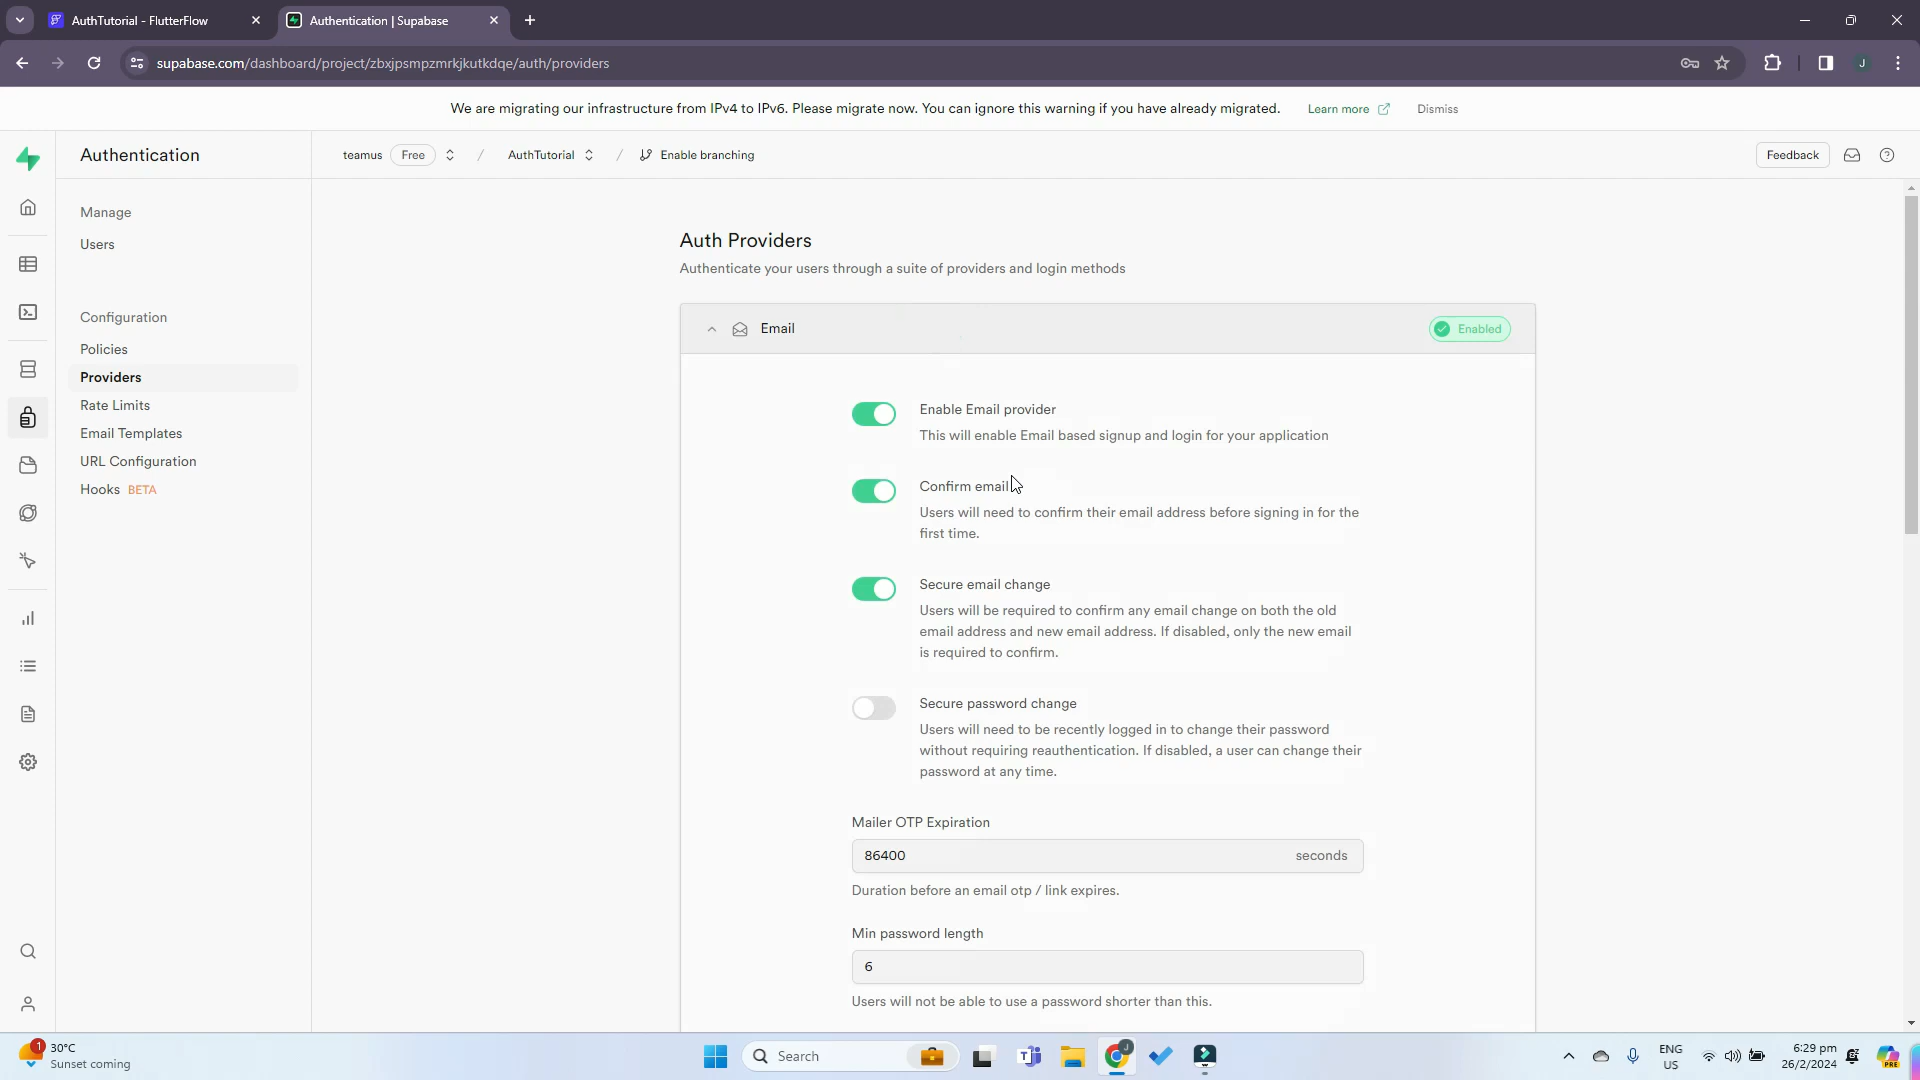 AuthTutorial - FlutterFlow
Authentication | Supabase
supabase.com/dashboard/project/zbxjpsmpzmrkjkutkdqe/auth/providers
J
We are migrating our infrastructure from IPv4 to IPv6. Please migrate now. You can ignore this warning if you have already migrated. Learn more Dismiss
Authentication
teamus Free / AuthTutorial / Enable branching
Feedback
Manage
Users
Configuration
Policies
Providers
Rate Limits
Email Templates
URL Configuration
Hooks BETA
Auth Providers
Authenticate your users through a suite of providers and login methods
Email
Enabled
Enable Email provider
This will enable Email based signup and login for your application
Confirm email
Users will need to confirm their email address before signing in for the
first time.
Secure email change
Users will be required to confirm any email change on both the old
email address and new email address. If disabled, only the new email
is required to confirm.
Secure password change
Users will need to be recently logged in to change their password
without requiring reauthentication. If disabled, a user can change their
password at any time.
Mailer OTP Expiration
86400 seconds
Duration before an email otp / link expires.
Min password length
6
Users will not be able to use a password shorter than this.
1
30°C
Sunset coming
Search
J
ENG
US
6:29 pm
26/2/2024
PRE